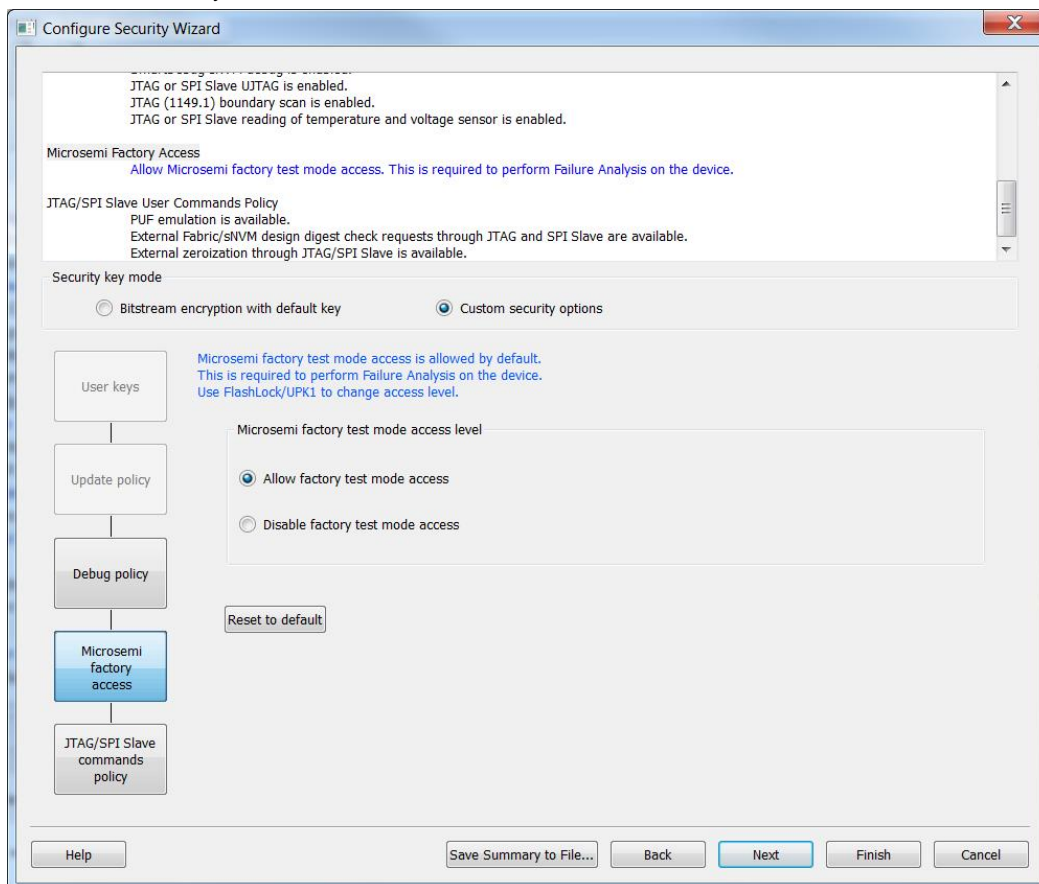 Configure Security Wizard
JTAG or SPI Slave UJTAG is enabled.
JTAG (1149.1) boundary scan is enabled.
JTAG or SPI Slave reading of temperature and voltage sensor is enabled.
Microsemi Factory Access
Allow Microsemi factory test mode access. This is required to perform Failure Analysis on the device.
JTAG/SPI Slave User Commands Policy
PUF emulation is available.
External Fabric/sNVM design digest check requests through JTAG and SPI Slave are available.
External zeroization through JTAG/SPI Slave is available.
Security key mode
Bitstream encryption with default key
Custom security options
User keys
Update policy
Debug policy
Microsemi
factory
access
JTAG/SPI Slave
commands
policy
Microsemi factory test mode access is allowed by default.
This is required to perform Failure Analysis on the device.
Use FlashLock/UPK1 to change access level.
Microsemi factory test mode access level
Allow factory test mode access
Disable factory test mode access
Reset to default
Help
Save Summary to File...
Back
Next
Finish
Cancel